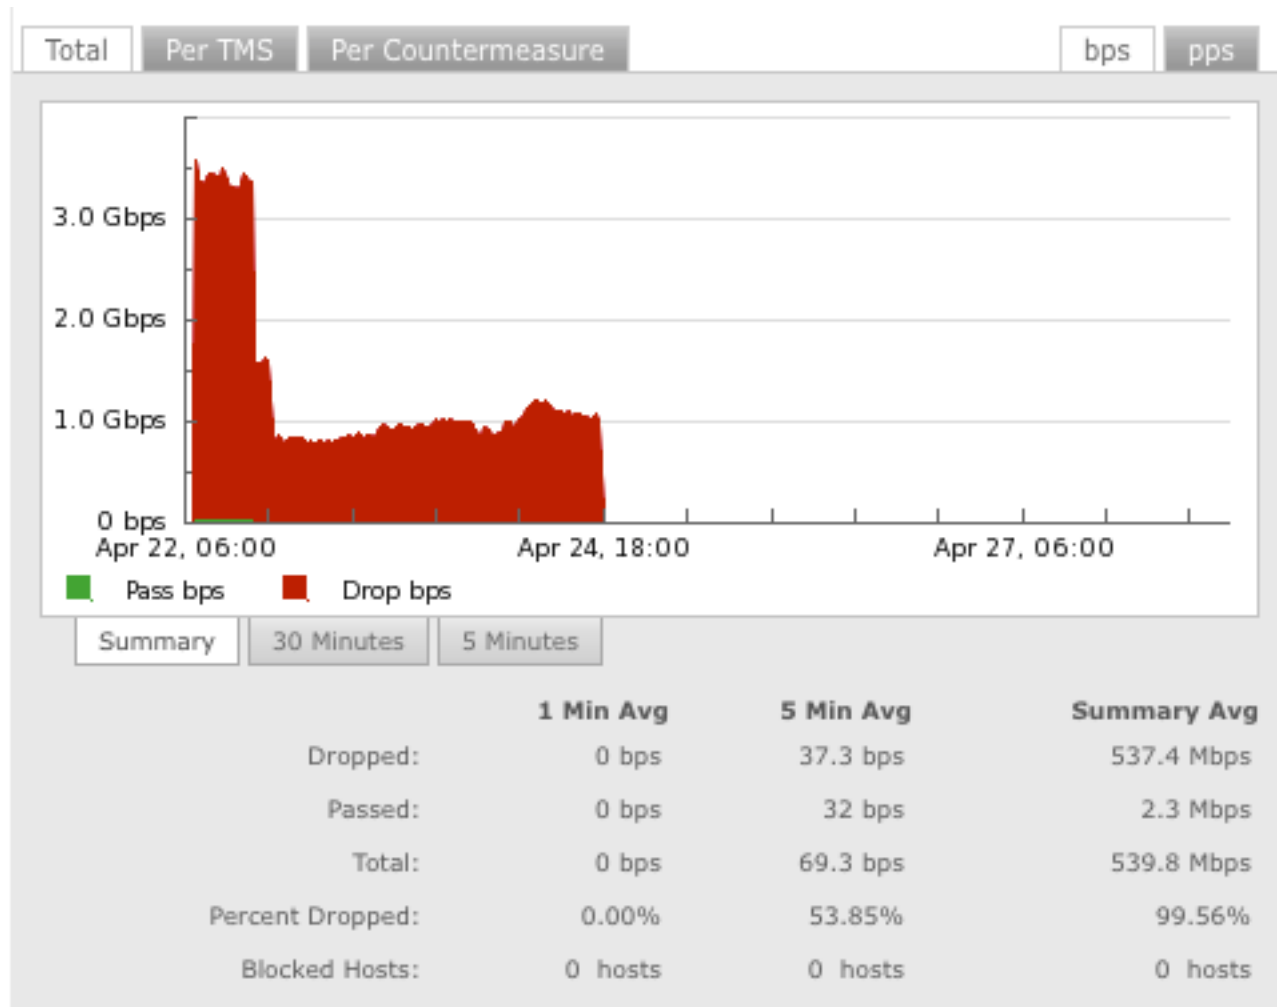 Total Per TMS Per Countermeasure bps pps
3.0 Gbps
2.0 Gbps
1.0 Gbps
0 bps
Apr 22, 06:00 Apr 24, 18:00 Apr 27, 06:00
Pass bps Drop bps
Summary 30 Minutes 5 Minutes
1 Min Avg 5 Min Avg Summary Avg
Dropped: 0 bps 37.3 bps 537.4 Mbps
Passed: 0 bps 32 bps 2.3 Mbps
Total: 0 bps 69.3 bps 539.8 Mbps
Percent Dropped: 0.00% 53.85% 99.56%
Blocked Hosts: 0 hosts 0 hosts 0 hosts